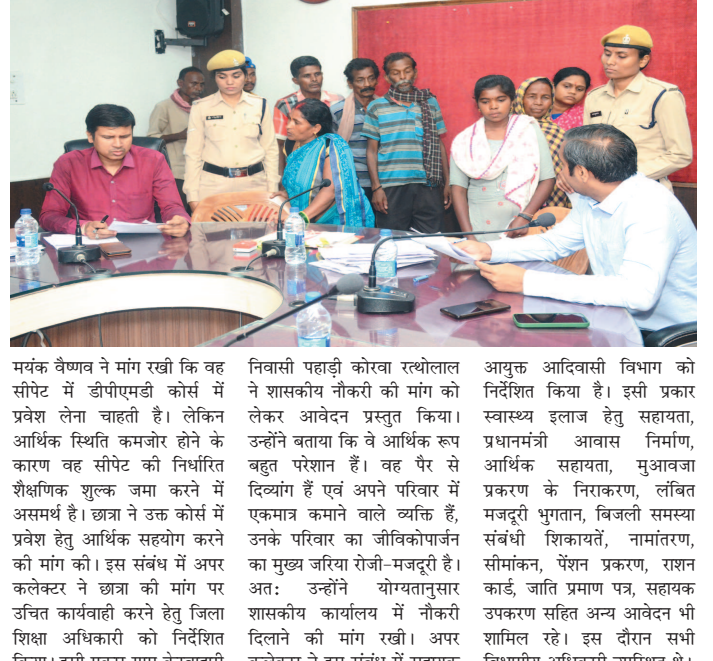 मयंक वैष्णव ने मांग रखी कि वह
सीपेट में डीपीएमडी कोर्स में
प्रवेश लेना चाहती है। लेकिन
आर्थिक स्थिति कमजोर होने के
कारण वह सीपेट की निर्धारित
शैक्षणिक शुल्क जमा करने में
असमर्थ है। छात्रा ने उक्त कोर्स में
प्रवेश हेतु आर्थिक सहयोग करने
की मांग की। इस संबंध में अपर
कलेक्टर ने छात्रा की मांग पर
उचित कार्यवाही करने हेतु जिला
शिक्षा अधिकारी को निर्देशित
निवासी पहाड़ी कोरवा रत्थोलाल
ने शासकीय नौकरी की मांग को
लेकर आवेदन प्रस्तुत किया।
उन्होंने बताया कि वे आर्थिक रूप
बहुत परेशान हैं। वह पैर से
दिव्यांग हैं एवं अपने परिवार में
एकमात्र कमाने वाले व्यक्ति हैं,
उनके परिवार का जीविकोपार्जन
का मुख्य जरिया रोजी-मजदूरी है।
अत: उन्होंने योग्यतानुसार
शासकीय कार्यालय में नौकरी
दिलाने की मांग रखी। अपर
आयुक्त आदिवासी विभाग को
निर्देशित किया है। इसी प्रकार
स्वास्थ्य इलाज हेतु सहायता,
प्रधानमंत्री आवास निर्माण,
आर्थिक सहायता, मुआवजा
प्रकरण के निराकरण, लंबित
मजदूरी भुगतान, बिजली समस्या
संबंधी शिकायतें, नामांतरण,
सीमांकन, पेंशन प्रकरण, राशन
कार्ड, जाति प्रमाण पत्र, सहायक
उपकरण सहित अन्य आवेदन भी
शामिल रहे। इस दौरान सभी